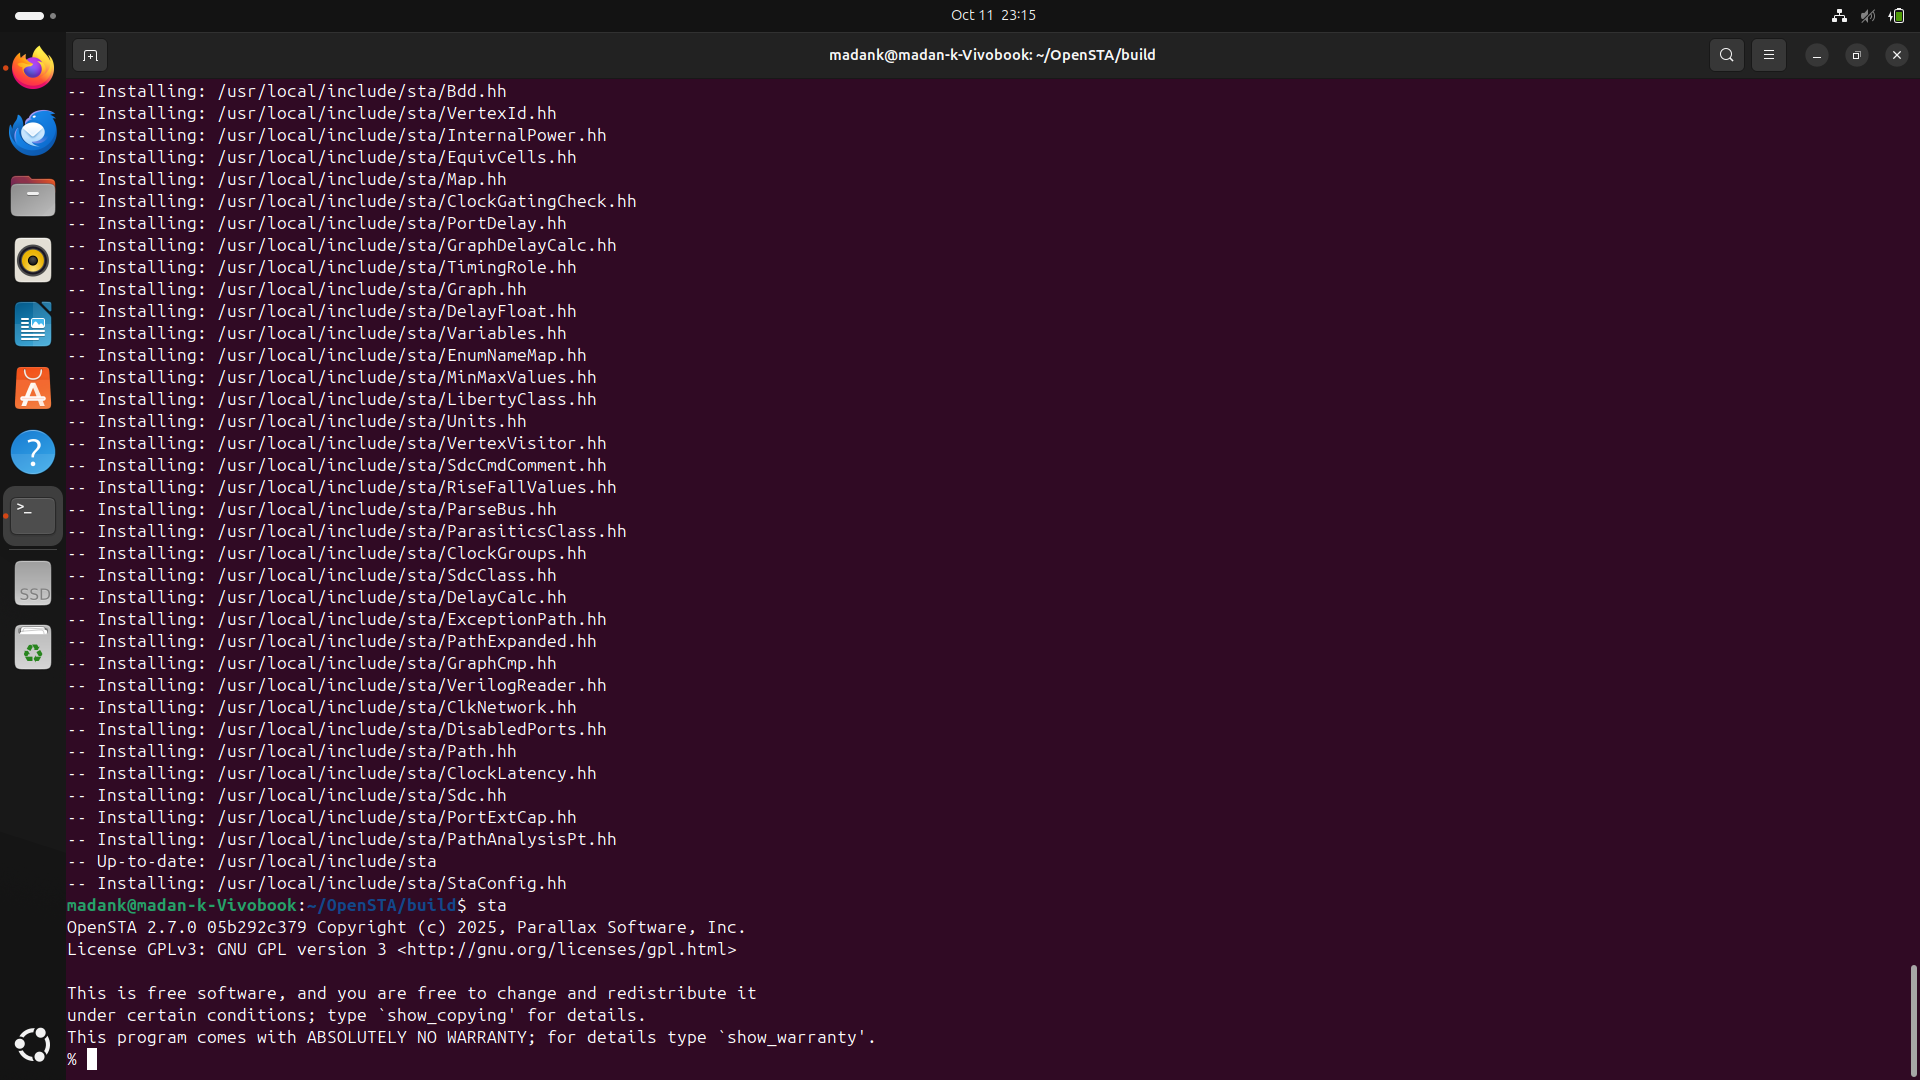 Oct 11 23:15
madank@madan-k-Vivobook: ~/OpenSTA/build
-- Installing: /usr/local/include/sta/Bdd.hh
-- Installing: /usr/local/include/sta/VertexId.hh
-- Installing: /usr/local/include/sta/InternalPower.hh
-- Installing: /usr/local/include/sta/EquivCells.hh
-- Installing: /usr/local/include/sta/Map.hh
-- Installing: /usr/local/include/sta/ClockGatingCheck.hh
-- Installing: /usr/local/include/sta/PortDelay.hh
-- Installing: /usr/local/include/sta/GraphDelayCalc.hh
-- Installing: /usr/local/include/sta/TimingRole.hh
-- Installing: /usr/local/include/sta/Graph.hh
-- Installing: /usr/local/include/sta/DelayFloat.hh
-- Installing: /usr/local/include/sta/Variables.hh
-- Installing: /usr/local/include/sta/EnumNameMap.hh
-- Installing: /usr/local/include/sta/MinMaxValues.hh
-- Installing: /usr/local/include/sta/LibertyClass.hh
-- Installing: /usr/local/include/sta/Units.hh
-- Installing: /usr/local/include/sta/VertexVisitor.hh
-- Installing: /usr/local/include/sta/SdcCmdComment.hh
-- Installing: /usr/local/include/sta/RiseFallValues.hh
-- Installing: /usr/local/include/sta/ParseBus.hh
-- Installing: /usr/local/include/sta/ParasiticsClass.hh
-- Installing: /usr/local/include/sta/ClockGroups.hh
-- Installing: /usr/local/include/sta/SdcClass.hh
-- Installing: /usr/local/include/sta/DelayCalc.hh
-- Installing: /usr/local/include/sta/ExceptionPath.hh
-- Installing: /usr/local/include/sta/PathExpanded.hh
-- Installing: /usr/local/include/sta/GraphCmp.hh
-- Installing: /usr/local/include/sta/VerilogReader.hh
-- Installing: /usr/local/include/sta/ClkNetwork.hh
-- Installing: /usr/local/include/sta/DisabledPorts.hh
-- Installing: /usr/local/include/sta/Path.hh
-- Installing: /usr/local/include/sta/ClockLatency.hh
-- Installing: /usr/local/include/sta/Sdc.hh
-- Installing: /usr/local/include/sta/PortExtCap.hh
-- Installing: /usr/local/include/sta/PathAnalysisPt.hh
-- Up-to-date: /usr/local/include/sta
-- Installing: /usr/local/include/sta/StaConfig.hh
madank@madan-k-Vivobook:~/OpenSTA/build$ sta
OpenSTA 2.7.0 05b292c379 Copyright (c) 2025, Parallax Software, Inc.
License GPLv3: GNU GPL version 3 <http://gnu.org/licenses/gpl.html>

This is free software, and you are free to change and redistribute it
under certain conditions; type `show_copying' for details.
This program comes with ABSOLUTELY NO WARRANTY; for details type `show_warranty'.
%
SSD